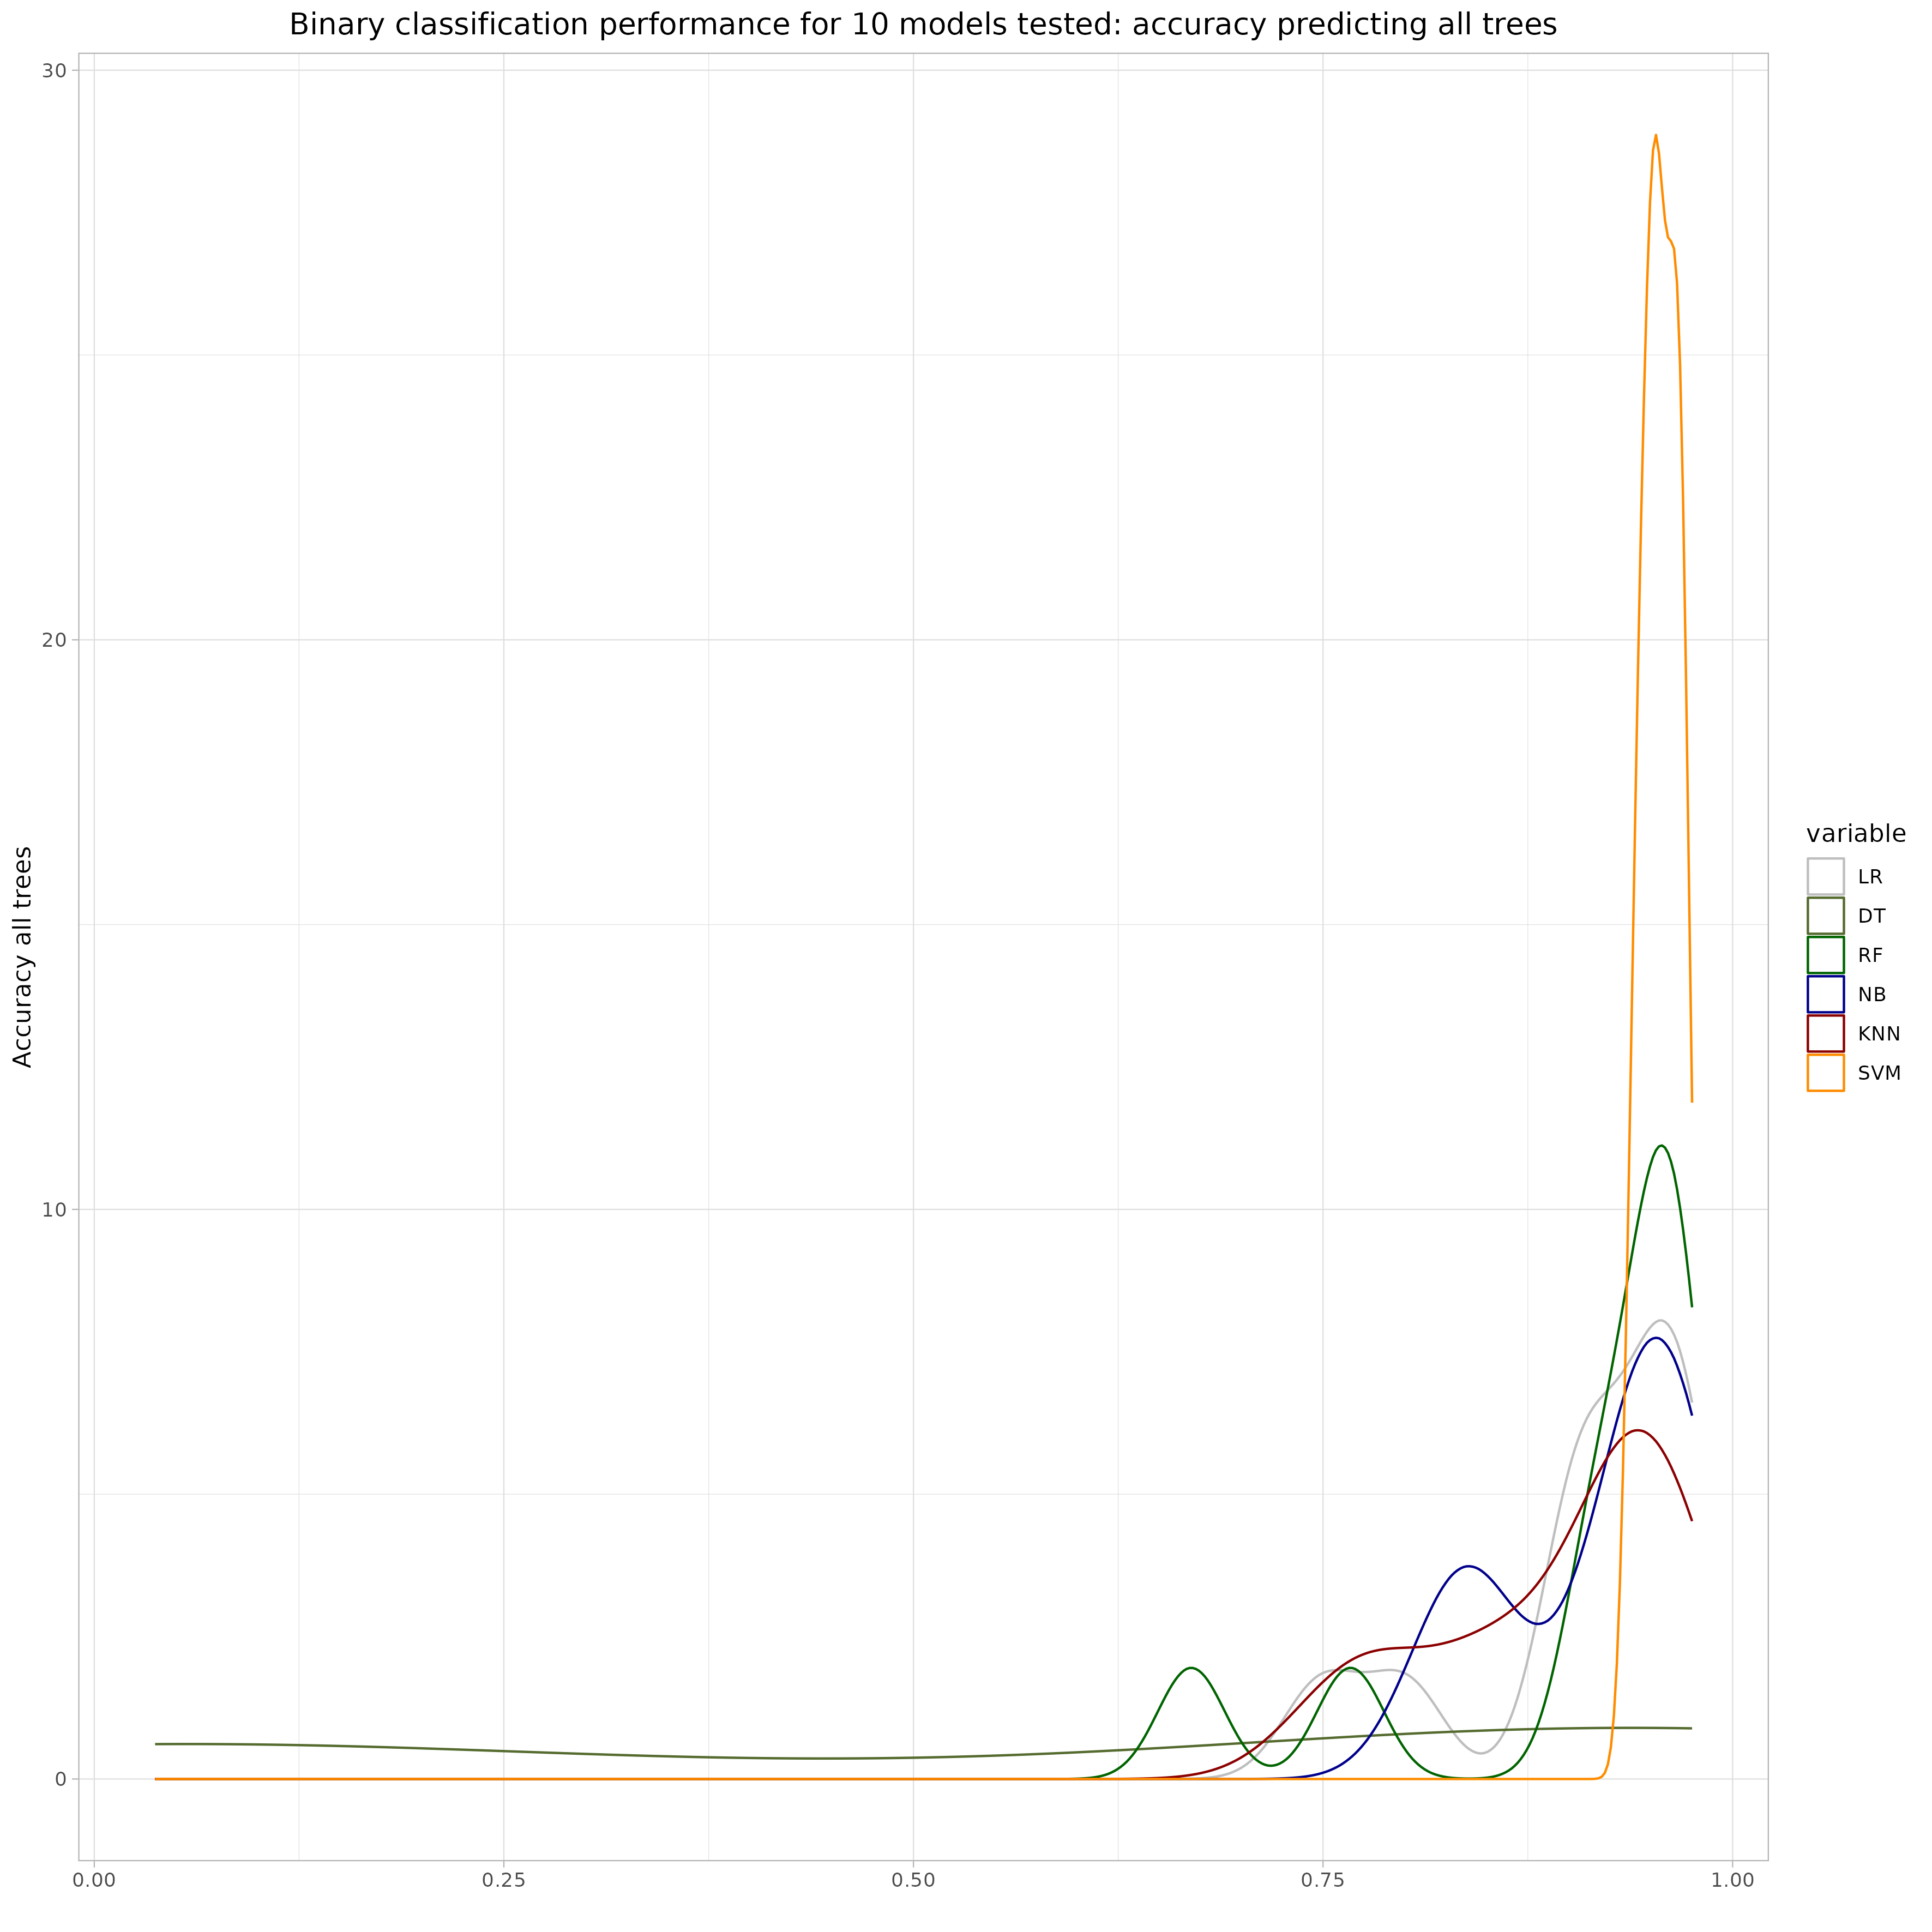 Binary classification performance for 10 models tested: accuracy predicting all trees
30
20
10
0
Accuracy all trees
0.00 0.25 0.50 0.75 1.00
variable
LR
DT
RF
NB
KNN
SVM